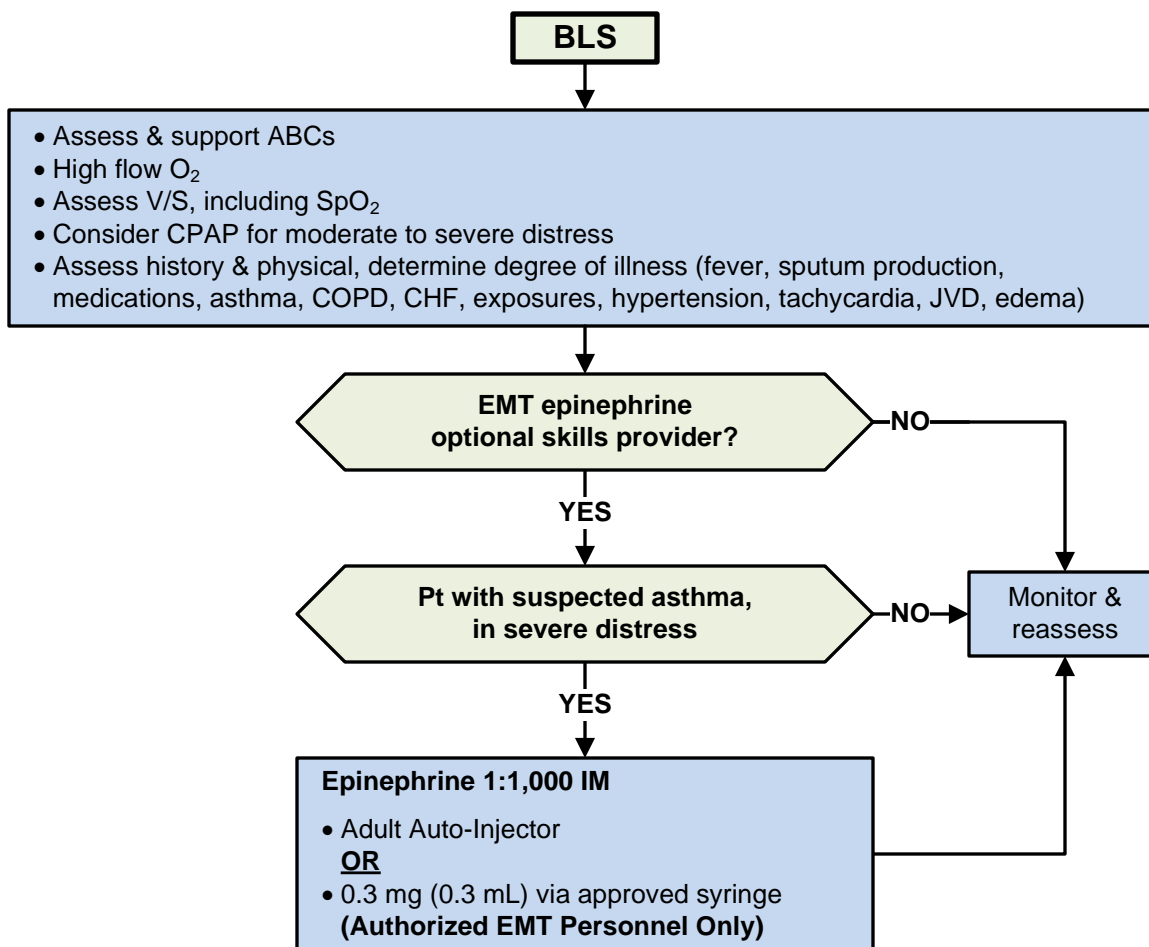 BLS
• Assess & support ABCs
• High flow O₂
• Assess V/S, including SpO₂
• Consider CPAP for moderate to severe distress
• Assess history & physical, determine degree of illness (fever, sputum production,
medications, asthma, COPD, CHF, exposures, hypertension, tachycardia, JVD, edema)
EMT epinephrine
optional skills provider?
NO
YES
Pt with suspected asthma,
in severe distress
NO
Monitor &
reassess
YES
Epinephrine 1:1,000 IM
• Adult Auto-Injector
OR
• 0.3 mg (0.3 mL) via approved syringe
(Authorized EMT Personnel Only)